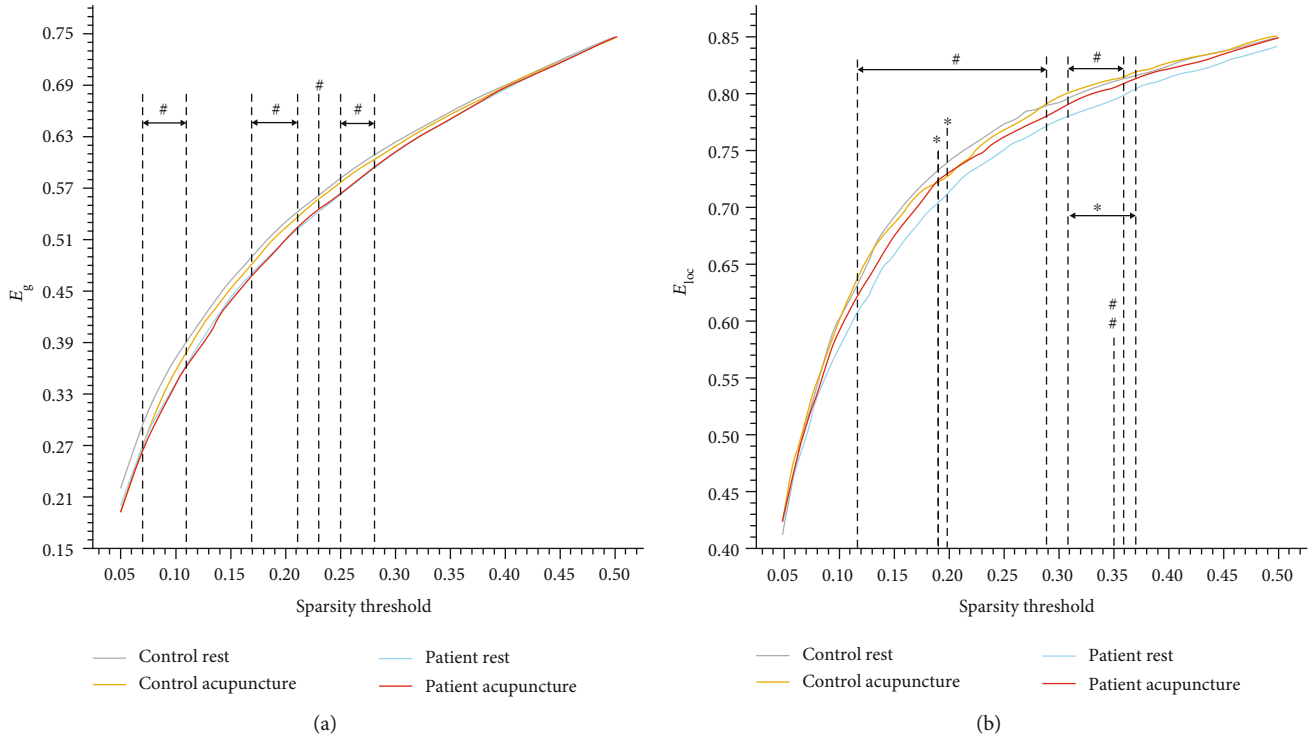 0.75
0.69
0.63
0.57
0.51
0.45
0.39
0.33
0.27
0.21
0.15
E_g
# # # #
0.05 0.10 0.15 0.20 0.25 0.30 0.35 0.40 0.45 0.50
Sparsity threshold
Control rest Patient rest
Control acupuncture Patient acupuncture
(a)
0.85
0.80
0.75
0.70
0.65
0.60
0.55
0.50
0.45
0.40
E_loc
# #
* *
*
#
#
0.05 0.10 0.15 0.20 0.25 0.30 0.35 0.40 0.45 0.50
Sparsity threshold
Control rest Patient rest
Control acupuncture Patient acupuncture
(b)